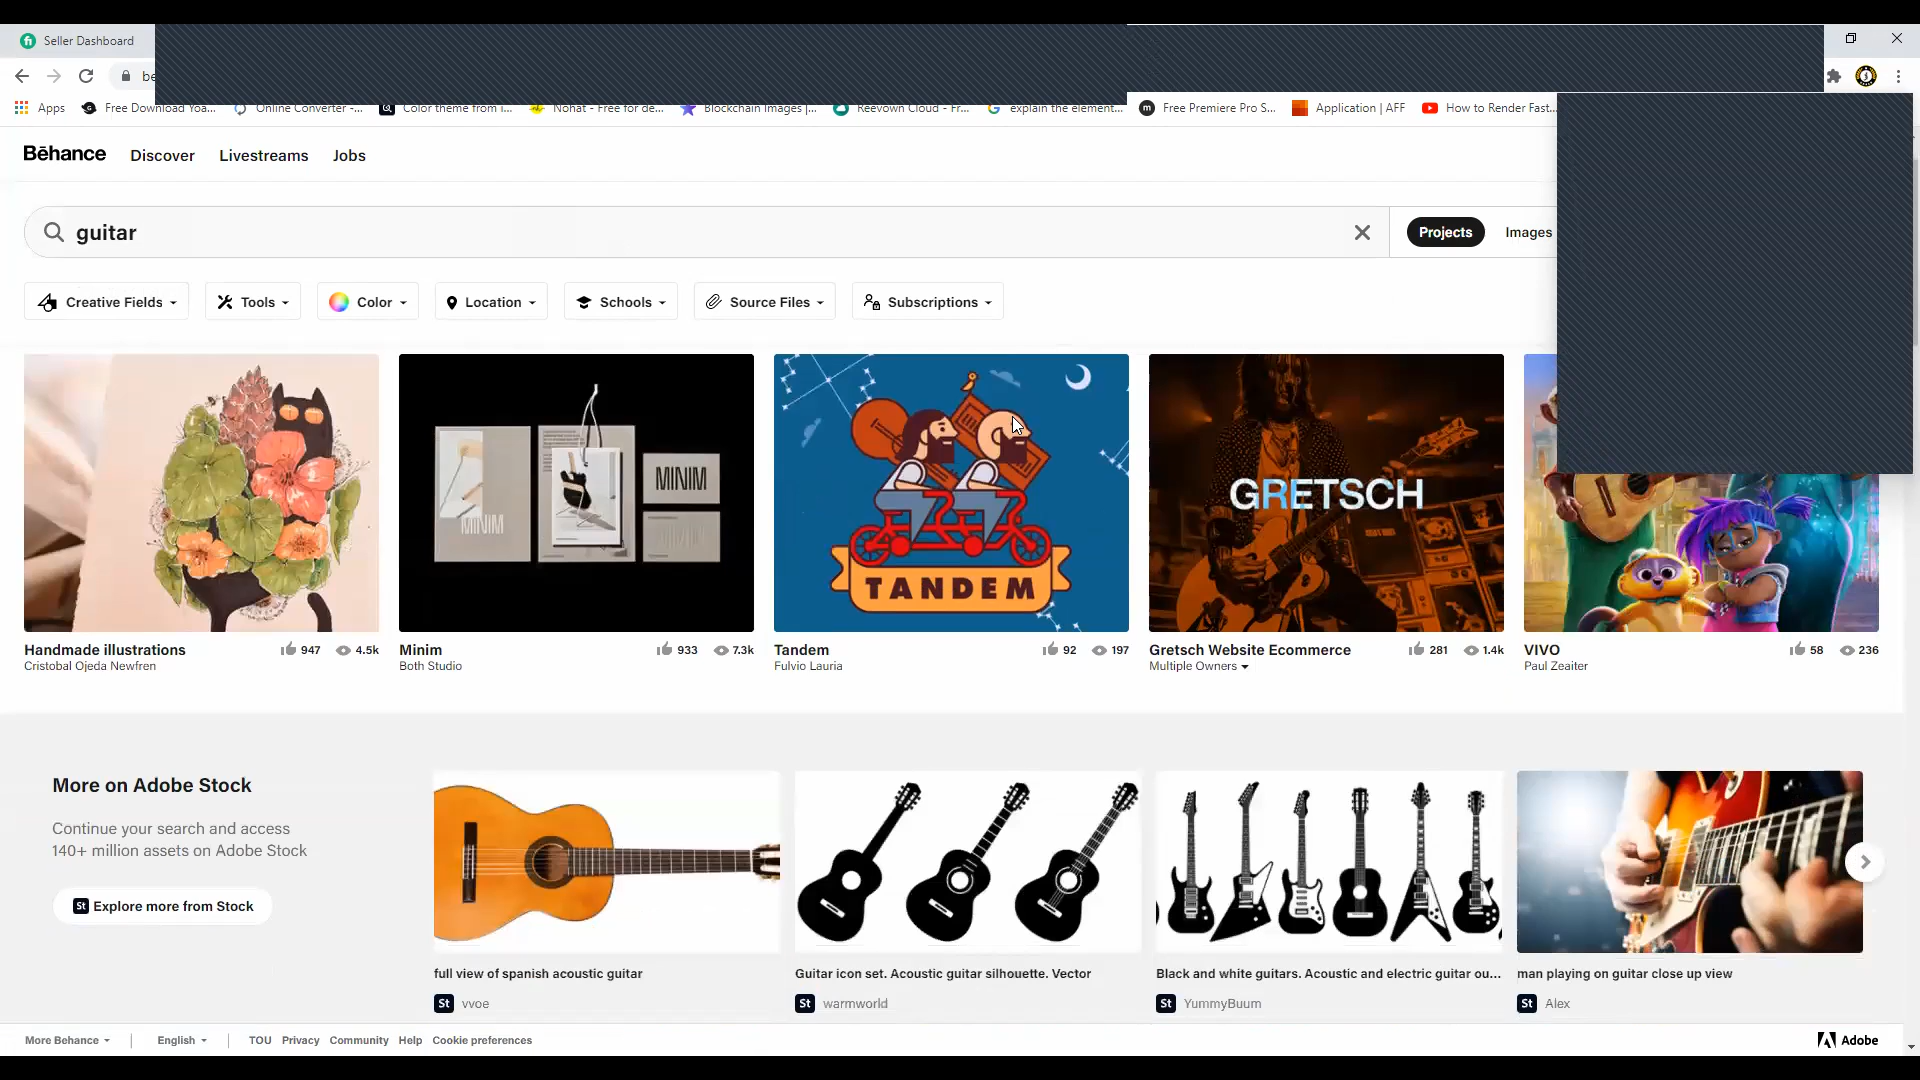 Seller Dashboard
be
Apps
Free Download Yoa...
Online Converter -...
Color theme from i...
Nohat - Free for de...
Blockchain Images |...
Reevown Cloud - Fr...
explain the element...
Free Premiere Pro S...
Application | AFF
How to Render Fast...
Bēhance
Discover
Livestreams
Jobs
guitar
Projects
Images
Creative Fields
Tools
Color
Location
Schools
Source Files
Subscriptions
MINIM
MINIM
TANDEM
GRETSCH
Handmade illustrations
947
4.5k
Cristobal Ojeda Newfren
Minim
933
7.3k
Both Studio
Tandem
92
197
Fulvio Lauria
Gretsch Website Ecommerce
281
1.4k
Multiple Owners
VIVO
58
236
Paul Zeaiter
More on Adobe Stock
Continue your search and access
140+ million assets on Adobe Stock
St Explore more from Stock
full view of spanish acoustic guitar
St vvoe
Guitar icon set. Acoustic guitar silhouette. Vector
St warmworld
Black and white guitars. Acoustic and electric guitar ou...
St YummyBuum
man playing on guitar close up view
St Alex
More Behance
English
TOU
Privacy
Community
Help
Cookie preferences
Adobe